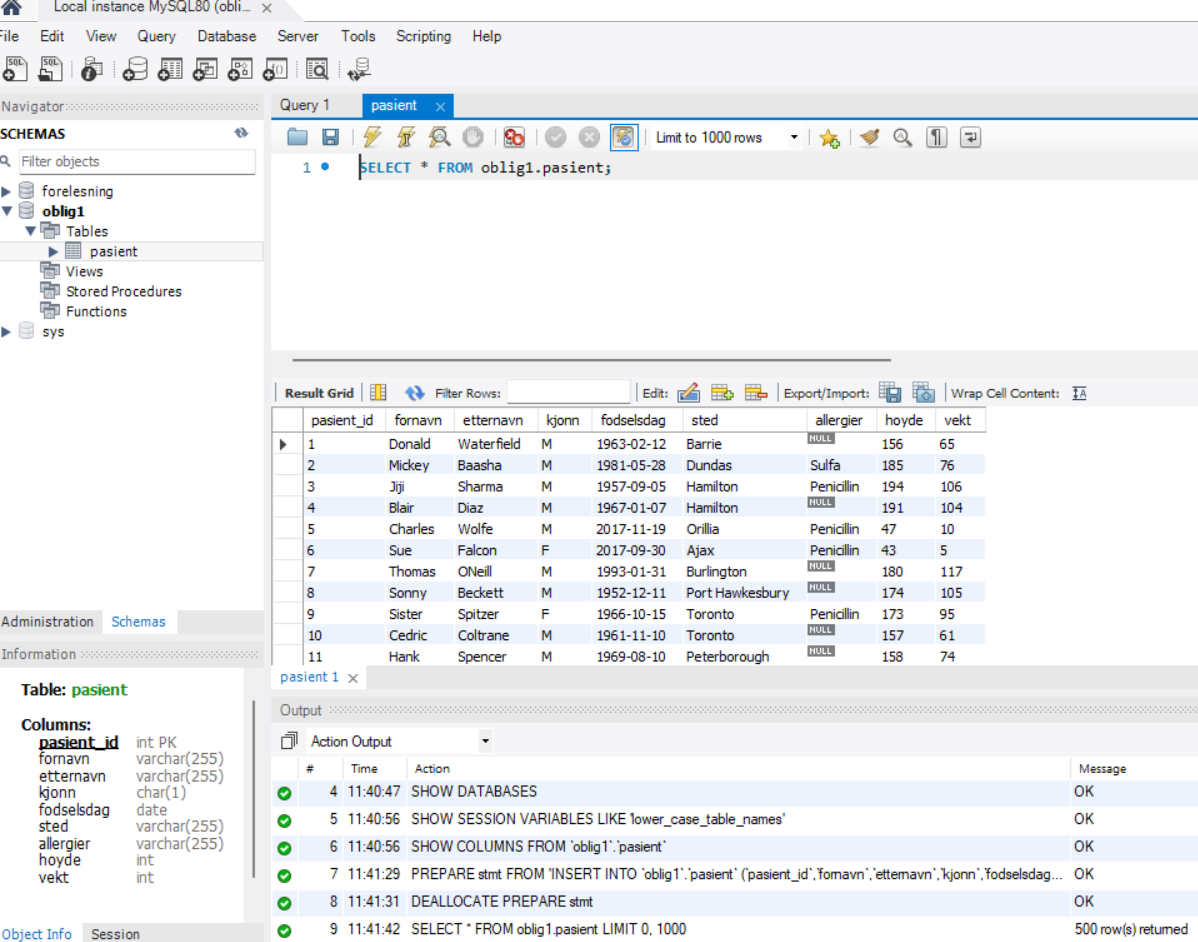 Local instance MySQL80 (obli...
File Edit View Query Database Server Tools Scripting Help
Navigator
SCHEMAS
Filter objects
forelesning
oblig1
Tables
pasient
Views
Stored Procedures
Functions
sys
Administration Schemas
Information
Table: pasient
Columns:
pasient_id int PK
fornavn varchar(255)
etternavn varchar(255)
kjonn char(1)
fodselsdag date
sted varchar(255)
allergier varchar(255)
hoyde int
vekt int
Object Info Session
Query 1 pasient
Limit to 1000 rows
1 SELECT * FROM oblig1.pasient;
Result Grid Filter Rows: Edit: Export/Import: Wrap Cell Content:
pasient_id fornavn etternavn kjonn fodselsdag sted allergier hoyde vekt
1 Donald Waterfield M 1963-02-12 Barrie NULL 156 65
2 Mickey Baasha M 1981-05-28 Dundas Sulfa 185 76
3 Jiji Sharma M 1957-09-05 Hamilton Penicillin 194 106
4 Blair Diaz M 1967-01-07 Hamilton NULL 191 104
5 Charles Wolfe M 2017-11-19 Orillia Penicillin 47 10
6 Sue Falcon F 2017-09-30 Ajax Penicillin 43 5
7 Thomas ONeill M 1993-01-31 Burlington NULL 180 117
8 Sonny Beckett M 1952-12-11 Port Hawkesbury NULL 174 105
9 Sister Spitzer F 1966-10-15 Toronto Penicillin 173 95
10 Cedric Coltrane M 1961-11-10 Toronto NULL 157 61
11 Hank Spencer M 1969-08-10 Peterborough NULL 158 74
pasient 1
Output
Action Output
# Time Action Message
4 11:40:47 SHOW DATABASES OK
5 11:40:56 SHOW SESSION VARIABLES LIKE 'lower_case_table_names' OK
6 11:40:56 SHOW COLUMNS FROM `oblig1`.`pasient` OK
7 11:41:29 PREPARE stmt FROM 'INSERT INTO `oblig1`.`pasient` (`pasient_id`,`fornavn`,`etternavn`,`kjonn`,`fodselsdag... OK
8 11:41:31 DEALLOCATE PREPARE stmt OK
9 11:41:42 SELECT * FROM oblig1.pasient LIMIT 0, 1000 500 row(s) returned